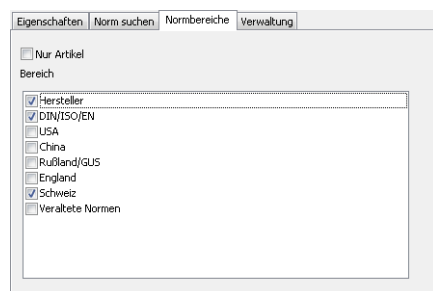 Eigenschaften Norm suchen Normbereiche Verwaltung
Nur Artikel
Bereich
Hersteller
DIN/ISO/EN
USA
China
Rußland/GUS
England
Schweiz
Veraltete Normen